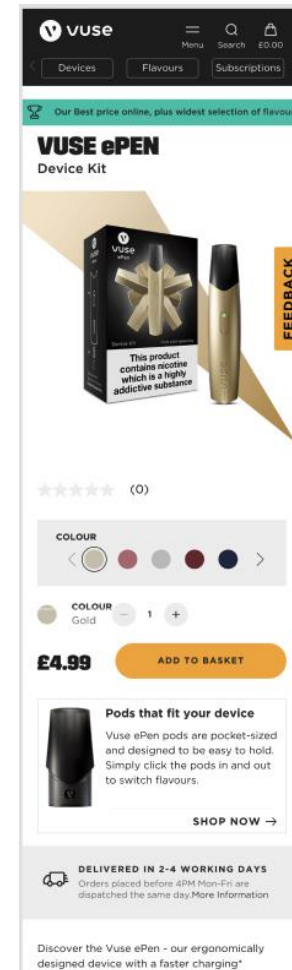 vuse
Menu Search £0.00
Devices Flavours Subscriptions
Our Best price online, plus widest selection of flavou
VUSE ePEN
Device Kit
FEEDBACK
vuse
ePen
Device Kit
This product
contains nicotine
which is a highly
addictive substance
(0)
COLOUR
COLOUR
Gold
1
£4.99 ADD TO BASKET
Pods that fit your device
Vuse ePen pods are pocket-sized
and designed to be easy to hold.
Simply click the pods in and out
to switch flavours.
SHOP NOW →
DELIVERED IN 2-4 WORKING DAYS
Orders placed before 4PM Mon-Fri are
dispatched the same day.More Information
Discover the Vuse ePen - our ergonomically
designed device with a faster charging*